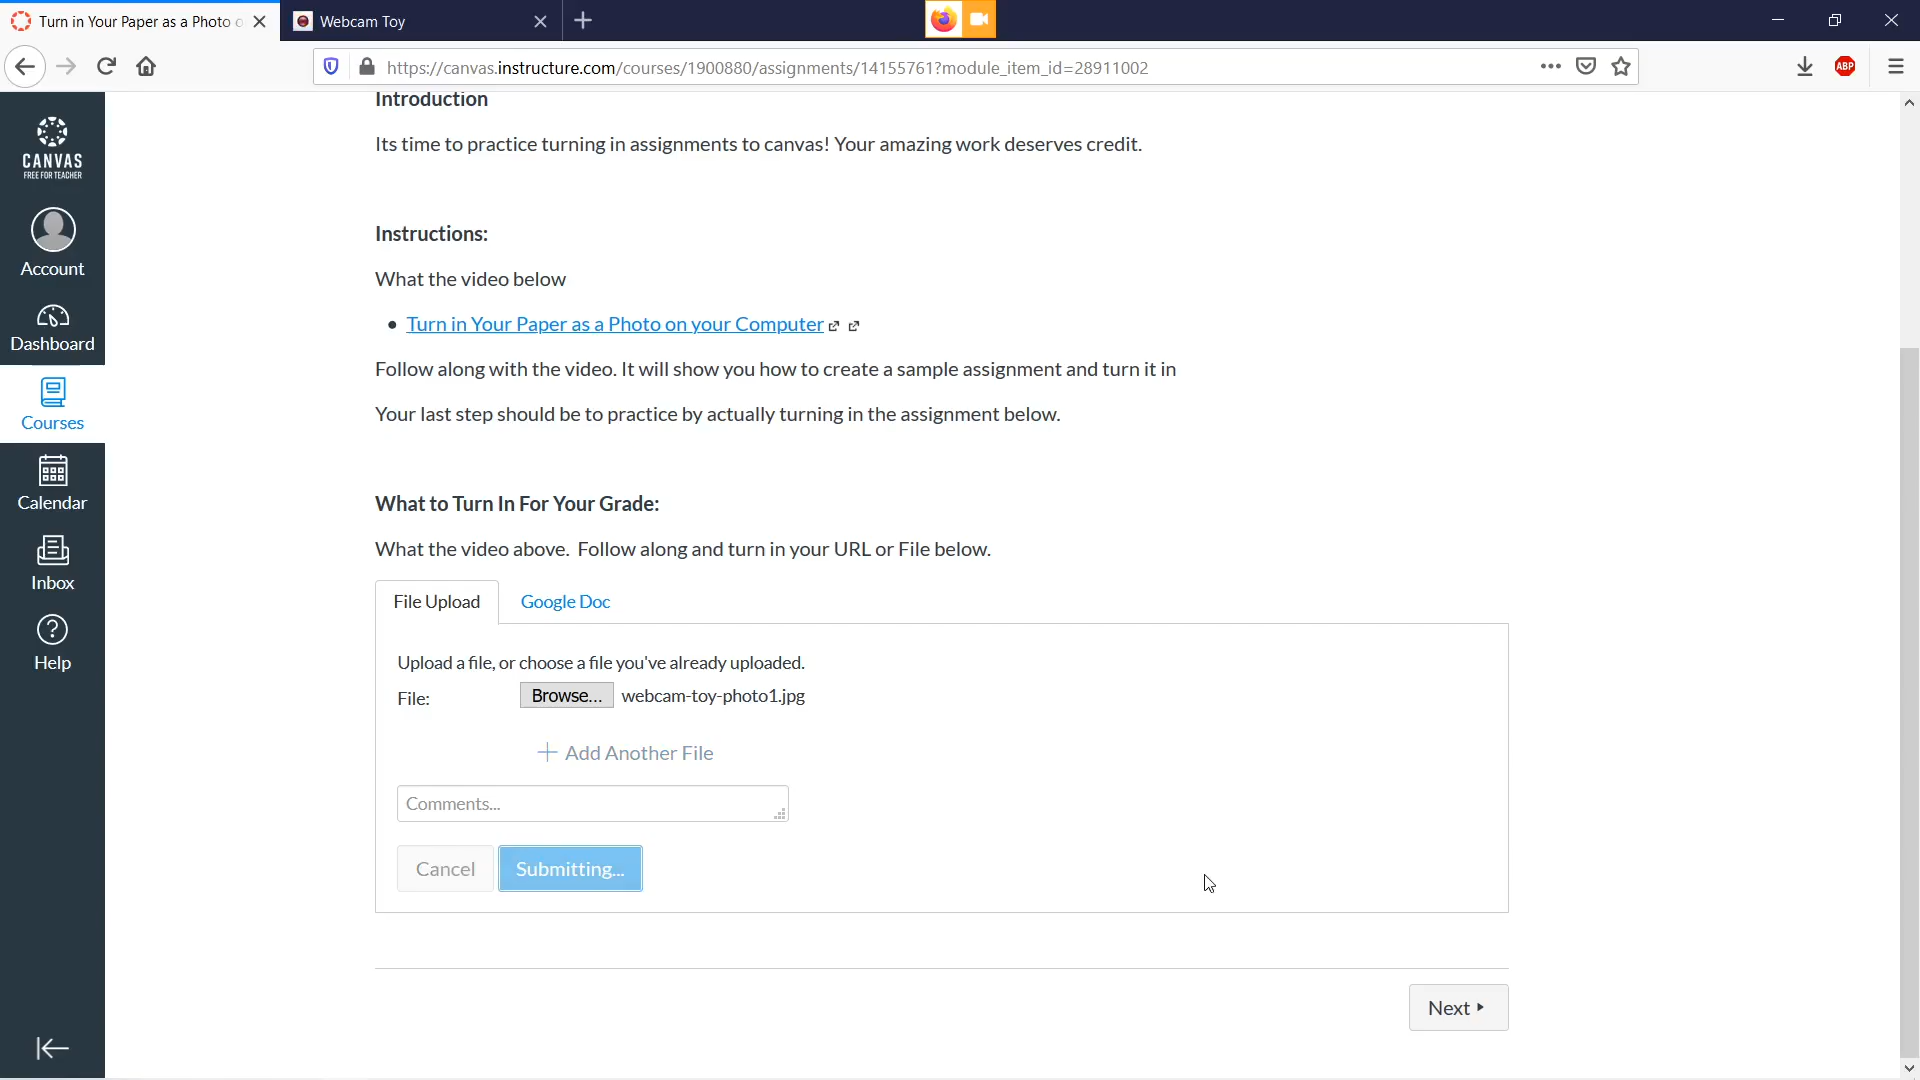 Turn in Your Paper as a Photo o
Webcam Toy
https://canvas.instructure.com/courses/1900880/assignments/14155761?module_item_id=28911002
ABP
CANVAS
FREE FOR TEACHER
Account
Dashboard
Courses
Calendar
Inbox
Help
Introduction
Its time to practice turning in assignments to canvas! Your amazing work deserves credit.
Instructions:
What the video below
Turn in Your Paper as a Photo on your Computer
Follow along with the video. It will show you how to create a sample assignment and turn it in
Your last step should be to practice by actually turning in the assignment below.
What to Turn In For Your Grade:
What the video above.  Follow along and turn in your URL or File below.
File Upload
Google Doc
Upload a file, or choose a file you've already uploaded.
File:
Browse...
webcam-toy-photo1.jpg
Add Another File
Comments...
Cancel
Submitting...
Next